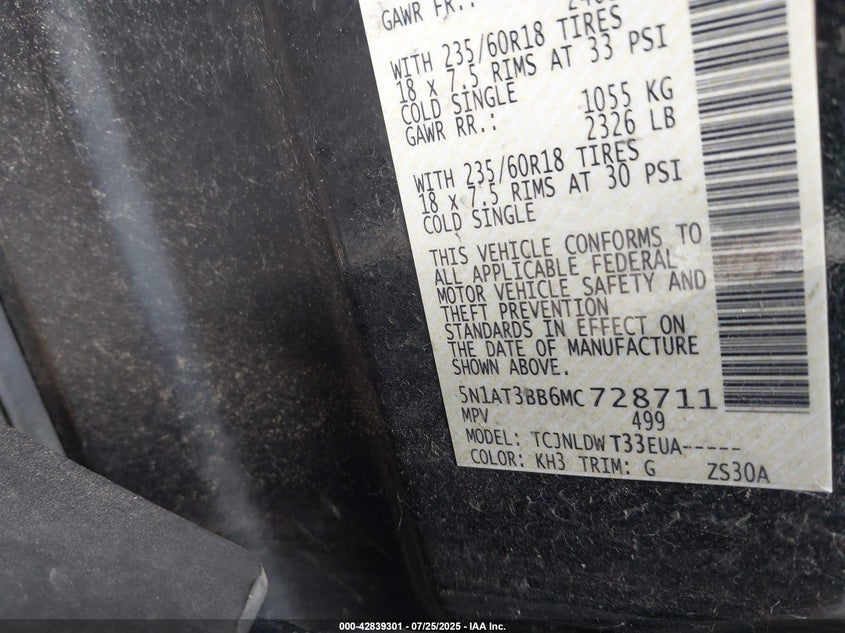 GAWR FR.:
WITH 235/60R18 TIRES
18 X 7.5 RIMS AT 33 PSI
COLD SINGLE 1055 KG
GAWR RR.: 2326 LB
WITH 235/60R18 TIRES
18 X 7.5 RIMS AT 30 PSI
COLD SINGLE
THIS VEHICLE CONFORMS TO
ALL APPLICABLE FEDERAL
MOTOR VEHICLE SAFETY AND
THEFT PREVENTION
STANDARDS IN EFFECT ON
THE DATE OF MANUFACTURE
SHOWN ABOVE.
5N1AT3BB6MC728711
MPV 499
MODEL: TCJNLDW T33EUA-----
COLOR: KH3 TRIM: G ZS30A
000-42839301 - 07/25/2025 - IAA Inc.